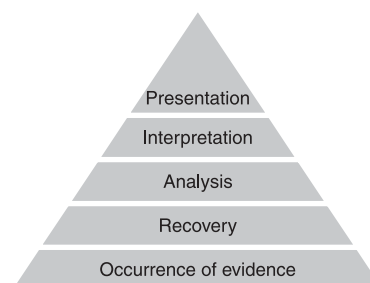 Presentation
Interpretation
Analysis
Recovery
Occurrence of evidence